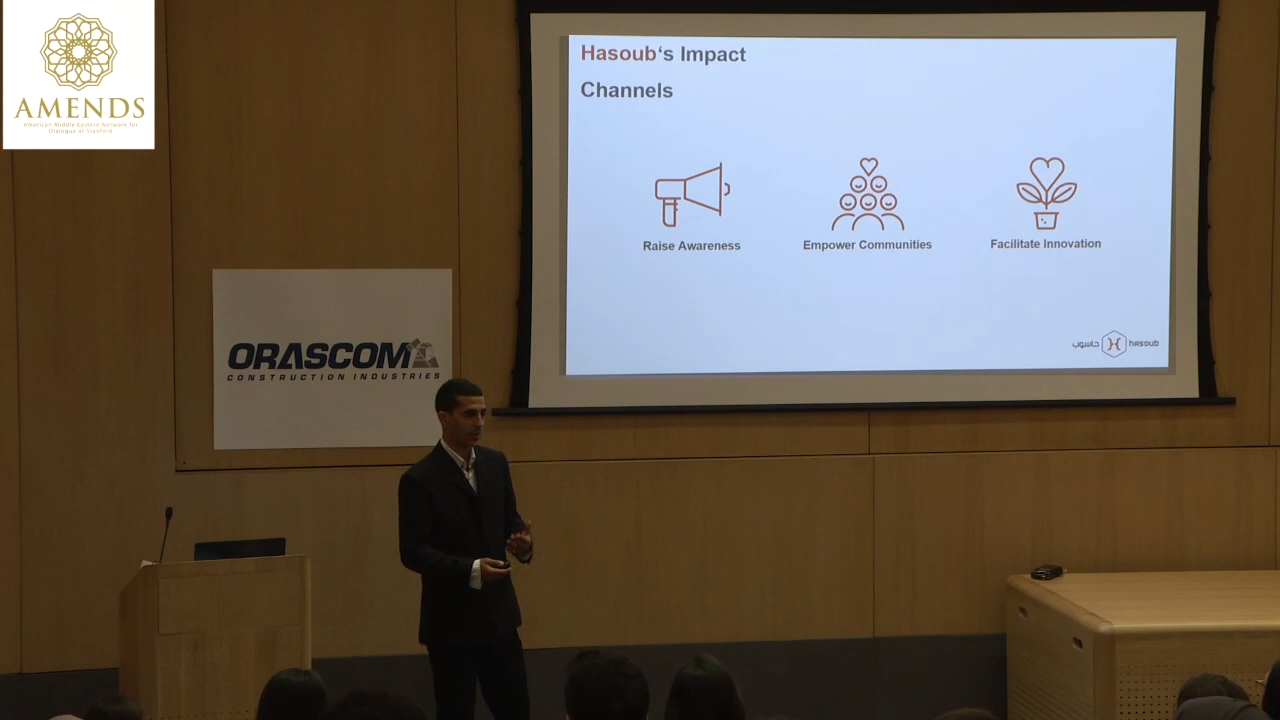 AMENDS
American Middle Eastern Network for
Dialogue at Stanford
Hasoub's Impact
Channels
Raise Awareness
Empower Communities
Facilitate Innovation
حاسوب
hasoub
ORASCOM
CONSTRUCTION INDUSTRIES